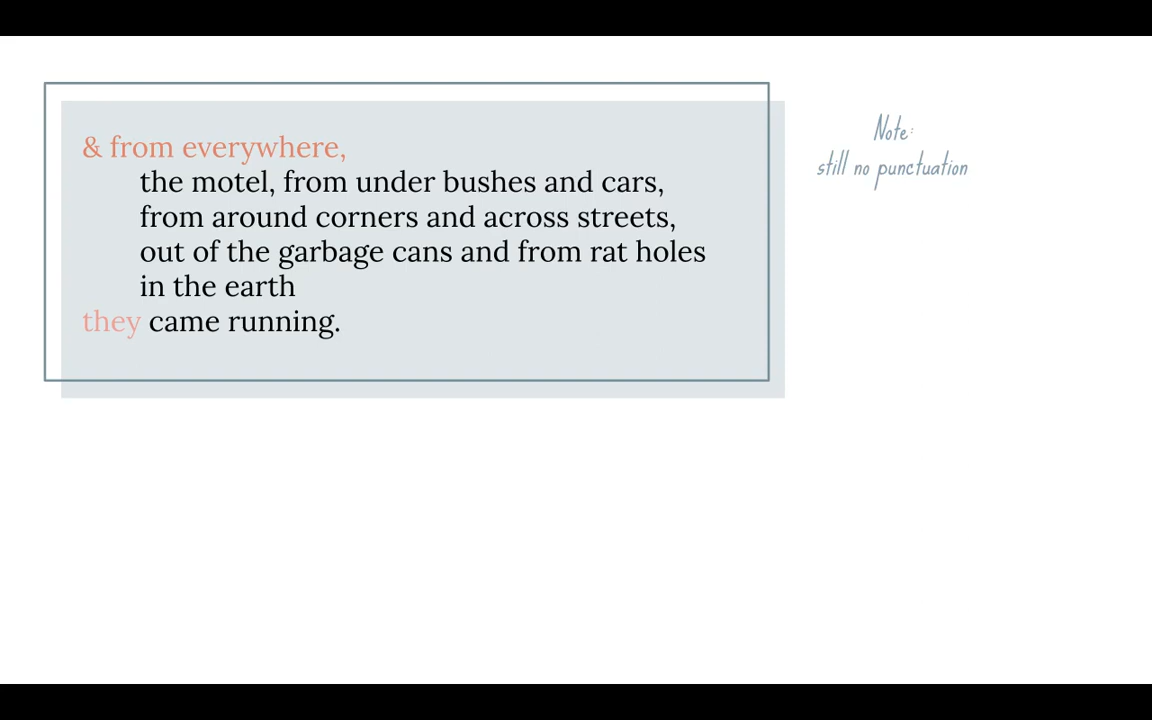 & from everywhere,
the motel, from under bushes and cars,
from around corners and across streets,
out of the garbage cans and from rat holes
in the earth
they came running.
Note:
still no punctuation